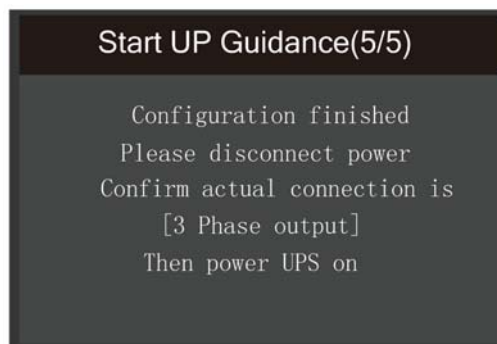 Start UP Guidance(5/5)
Configuration finished
Please disconnect power
Confirm actual connection is
[3 Phase output]
Then power UPS on